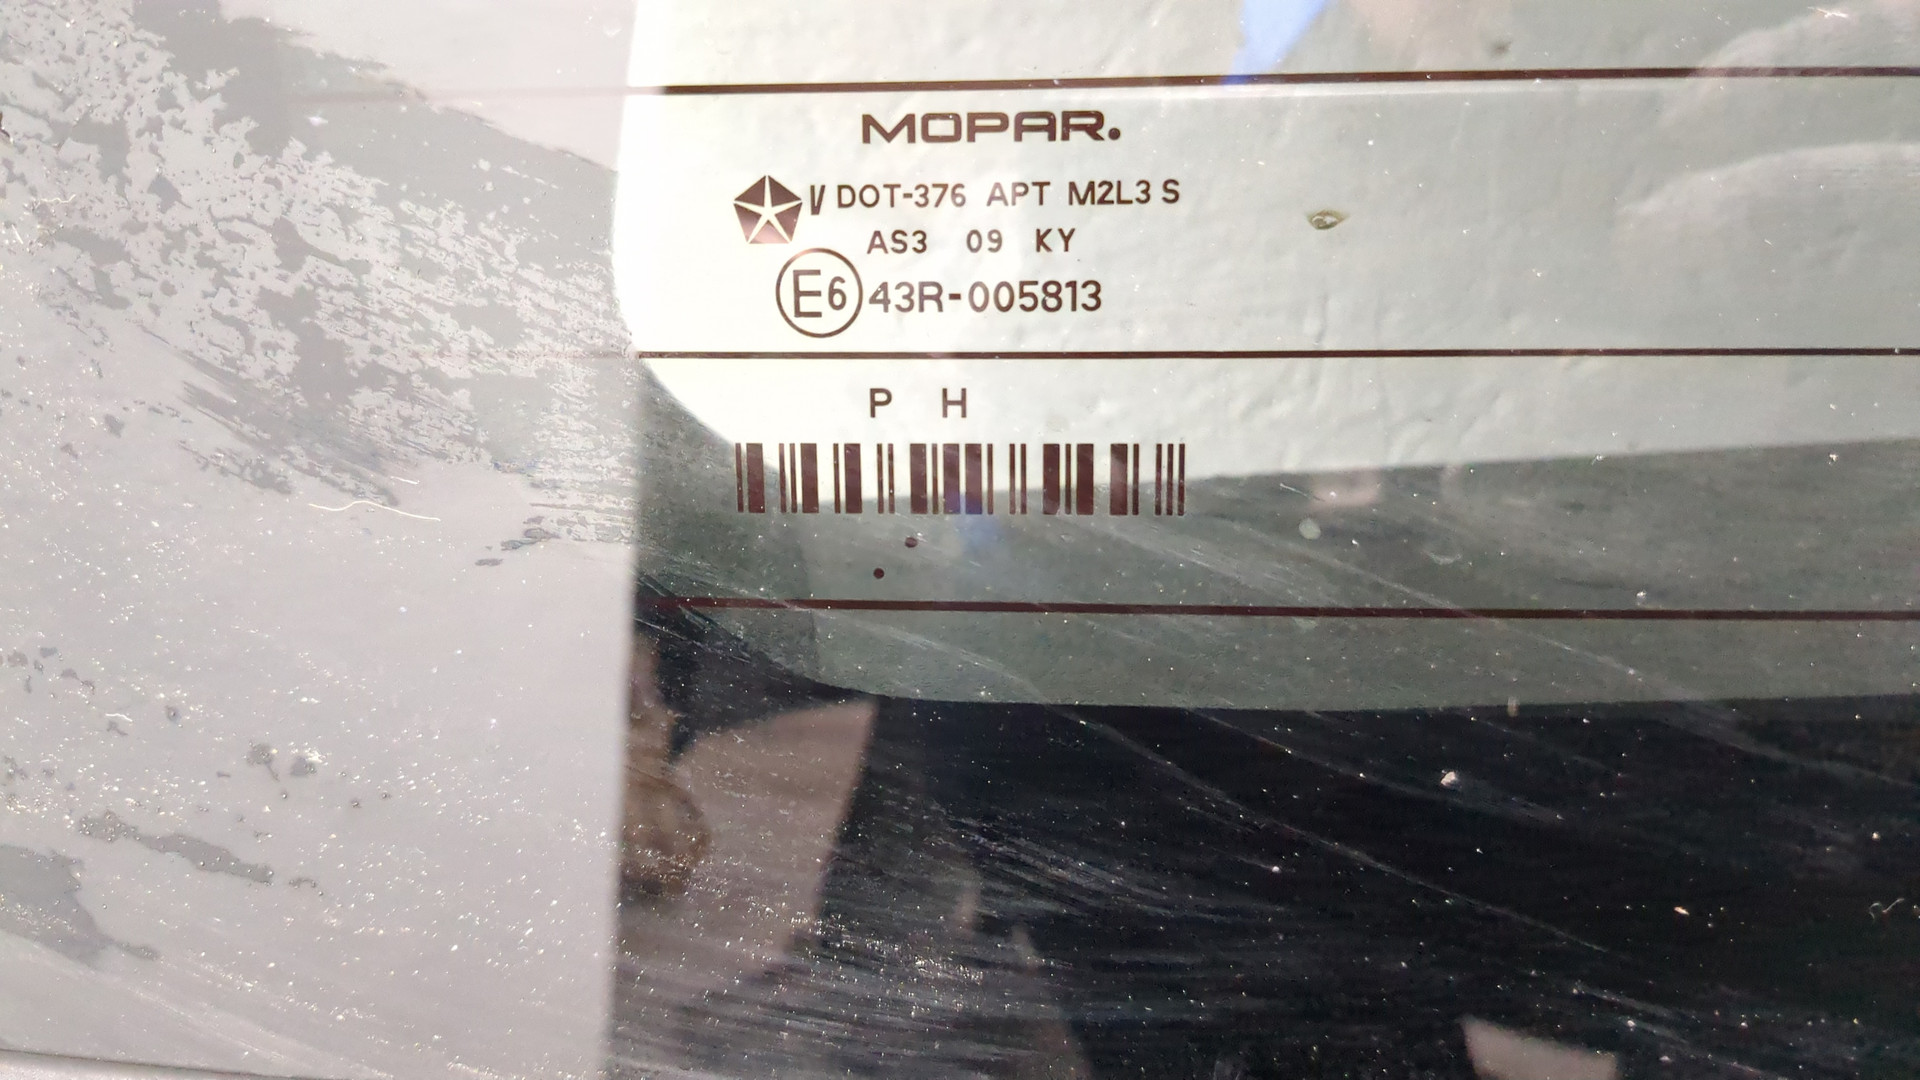 MOPAR.
V DOT-376 APT M2L3 S
AS3 09 KY
E6 43R-005813
P H